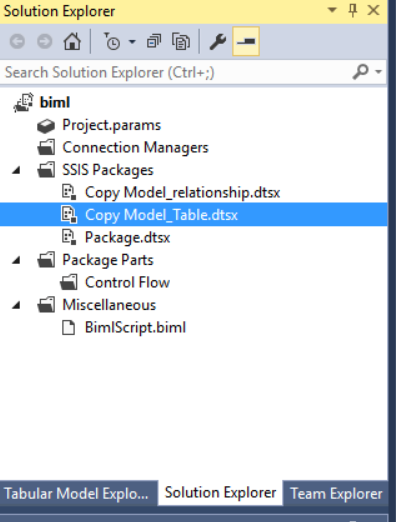 Solution Explorer
Search Solution Explorer (Ctrl+;)
biml
Project.params
Connection Managers
SSIS Packages
Copy Model_relationship.dtsx
Copy Model_Table.dtsx
Package.dtsx
Package Parts
Control Flow
Miscellaneous
BimlScript.biml
Tabular Model Explo... Solution Explorer Team Explorer